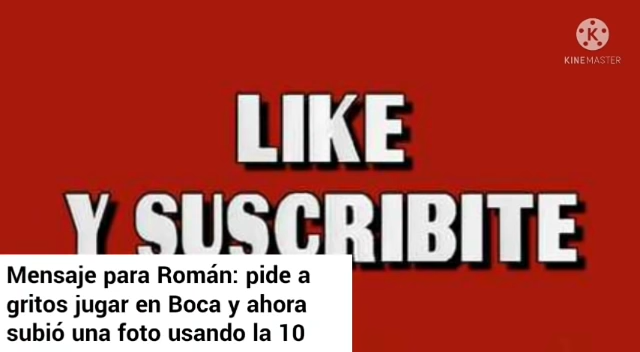 KINEMASTER
LIKE
Y SUSCRIBITE
Mensaje para Román: pide a
gritos jugar en Boca y ahora
subió una foto usando la 10